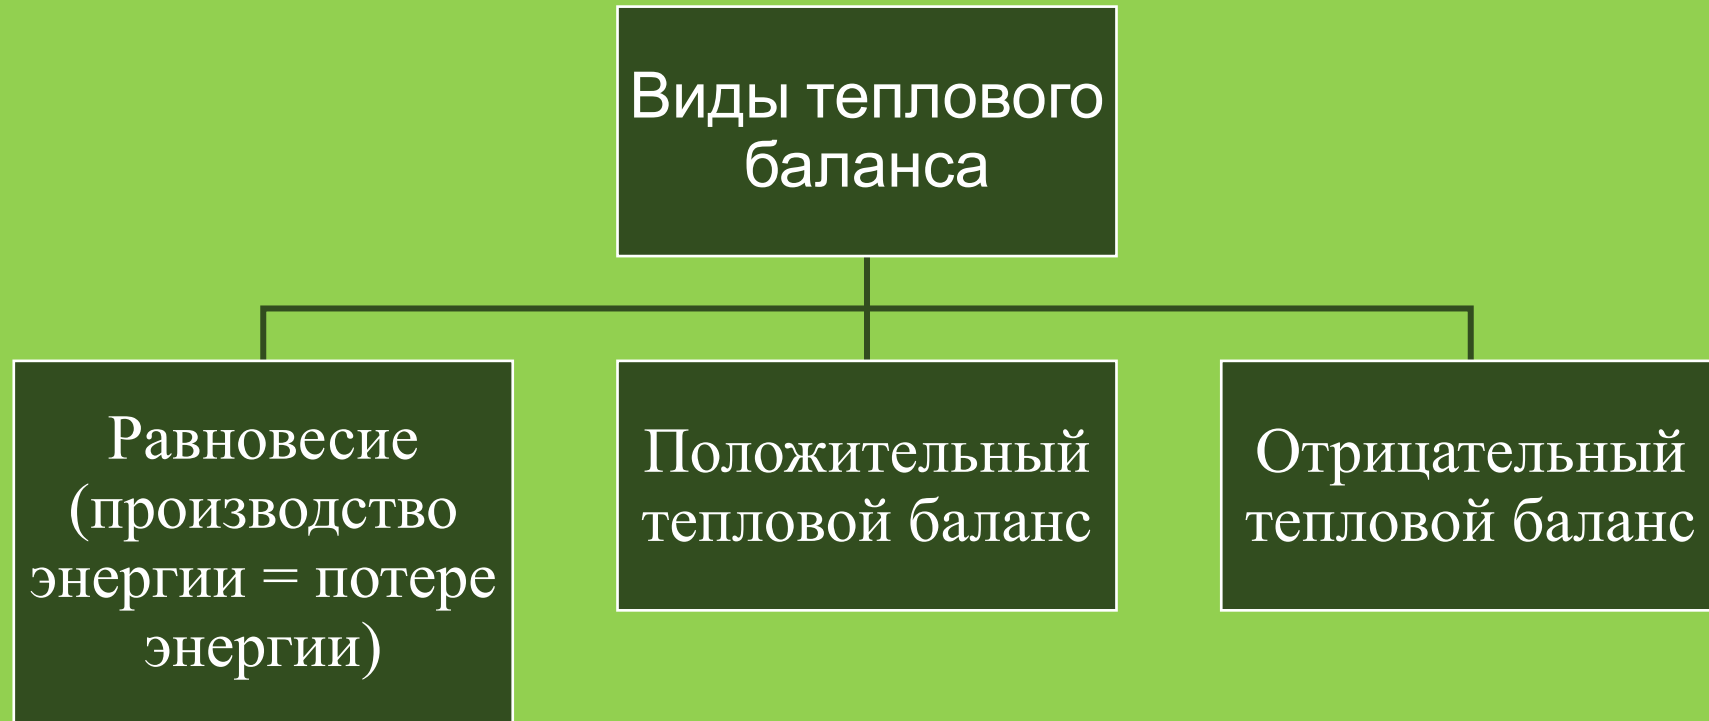 Виды теплового
баланса
Равновесие
(производство
энергии = потере
энергии)
Положительный
тепловой баланс
Отрицательный
тепловой баланс